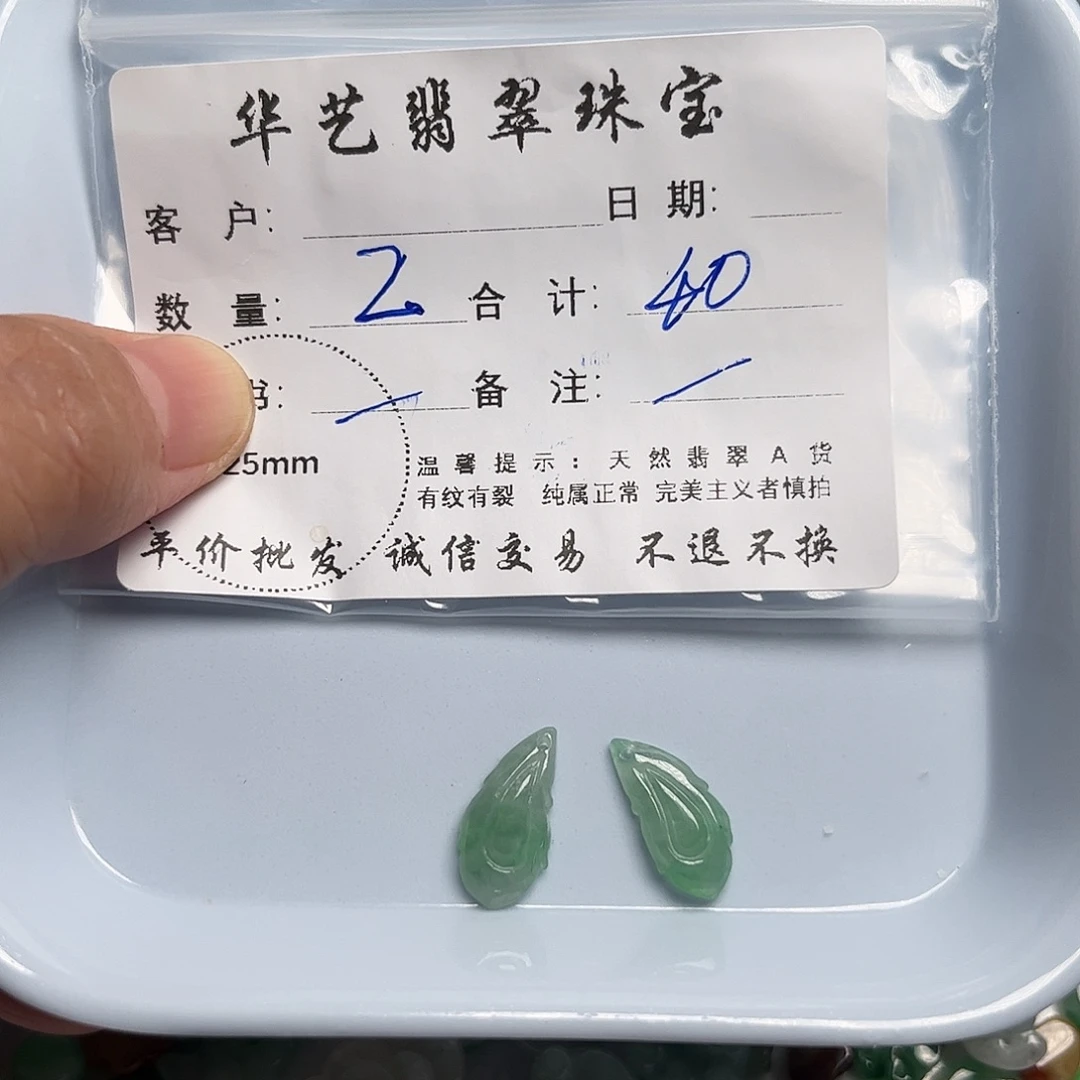 华艺翡翠珠宝
客 户: 日 期:
数 量: 2 合 计: 40
书: 备 注:
25mm
温馨提示: 天然翡翠A货
有纹有裂 纯属正常 完美主义者慎拍
平价批发 诚信交易 不退不换